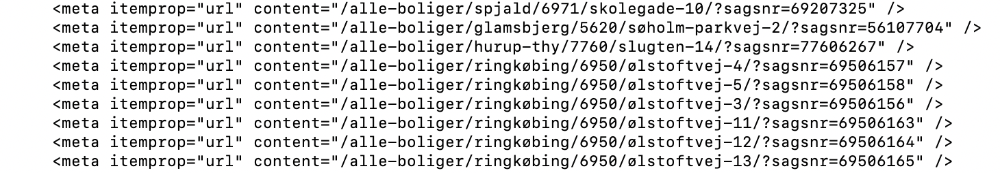 <meta itemprop="url" content="/alle-boliger/spjald/6971/skolegade-10/?sagsnr=69207325" />
<meta itemprop="url" content="/alle-boliger/glamsbjerg/5620/søholm-parkvej-2/?sagsnr=56107704" />
<meta itemprop="url" content="/alle-boliger/hurup-thy/7760/slugten-14/?sagsnr=77606267" />
<meta itemprop="url" content="/alle-boliger/ringkøbing/6950/ølstoftvej-4/?sagsnr=69506157" />
<meta itemprop="url" content="/alle-boliger/ringkøbing/6950/ølstoftvej-5/?sagsnr=69506158" />
<meta itemprop="url" content="/alle-boliger/ringkøbing/6950/ølstoftvej-3/?sagsnr=69506156" />
<meta itemprop="url" content="/alle-boliger/ringkøbing/6950/ølstoftvej-11/?sagsnr=69506163" />
<meta itemprop="url" content="/alle-boliger/ringkøbing/6950/ølstoftvej-12/?sagsnr=69506164" />
<meta itemprop="url" content="/alle-boliger/ringkøbing/6950/ølstoftvej-13/?sagsnr=69506165" />